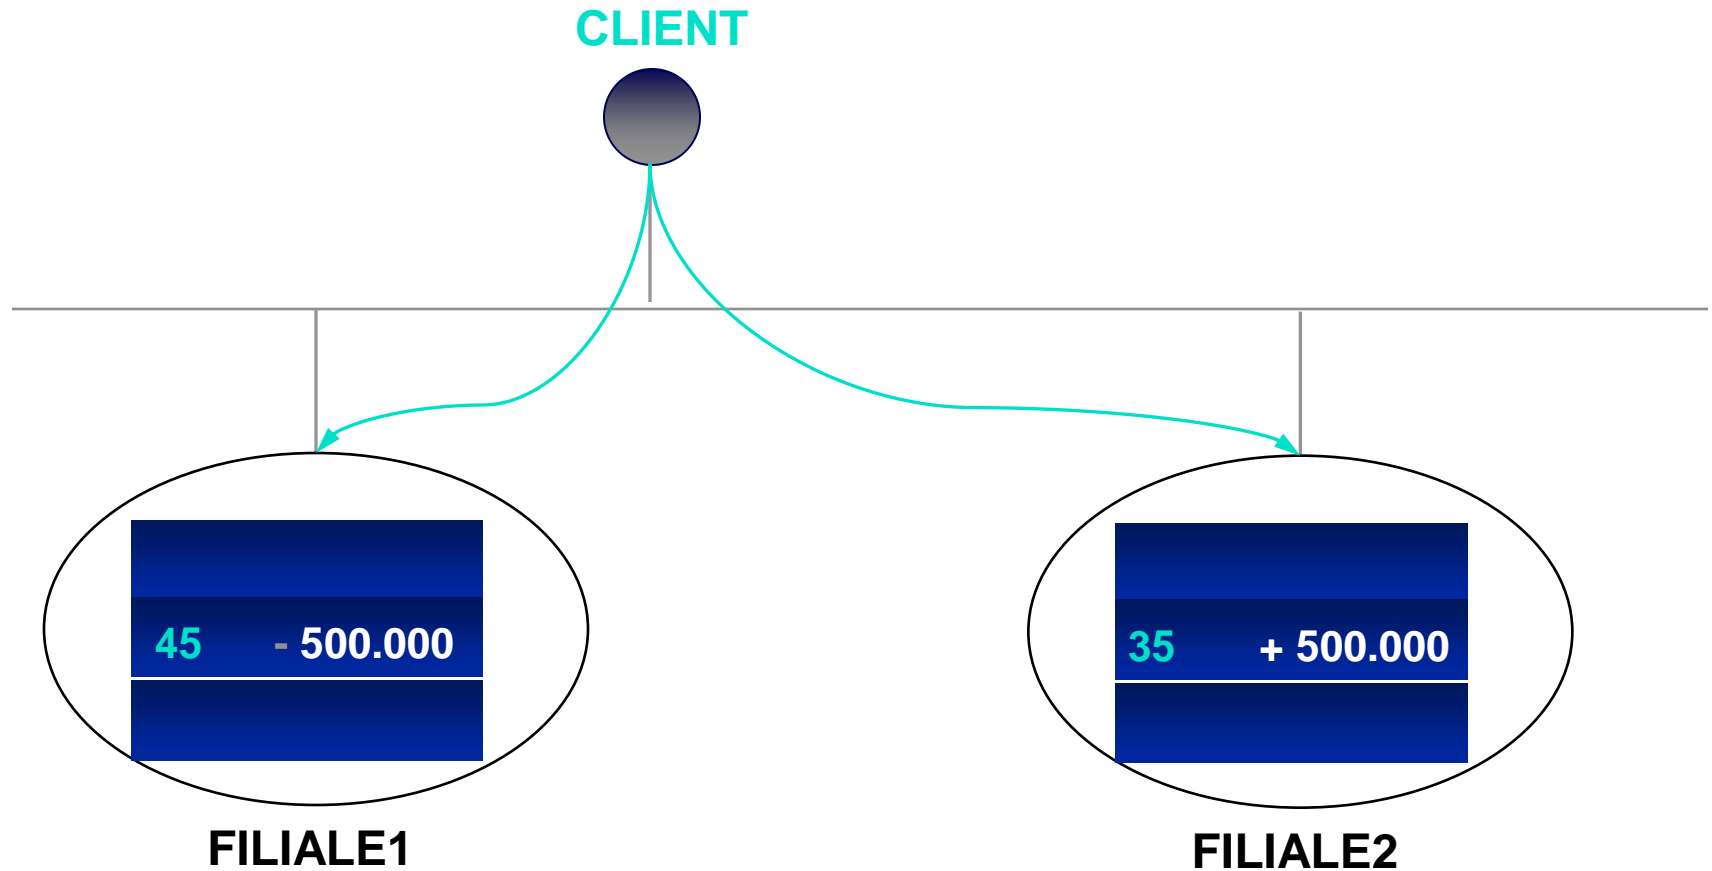 CLIENT
45 - 500.000
35 + 500.000
FILIALE1
FILIALE2